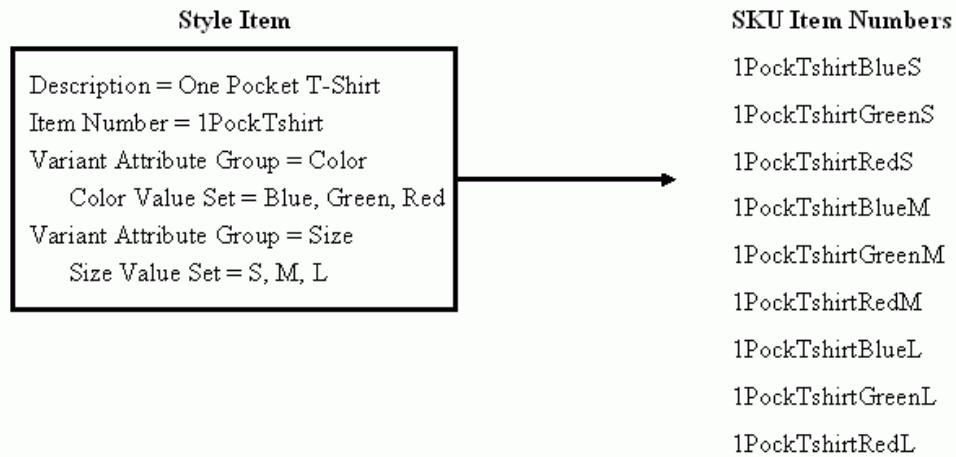 Style Item
Description = One Pocket T-Shirt
Item Number = 1PockTshirt
Variant Attribute Group = Color
Color Value Set = Blue, Green, Red
Variant Attribute Group = Size
Size Value Set = S, M, L
SKU Item Numbers
1PockTshirtBlueS
1PockTshirtGreenS
1PockTshirtRedS
1PockTshirtBlueM
1PockTshirtGreenM
1PockTshirtRedM
1PockTshirtBlueL
1PockTshirtGreenL
1PockTshirtRedL